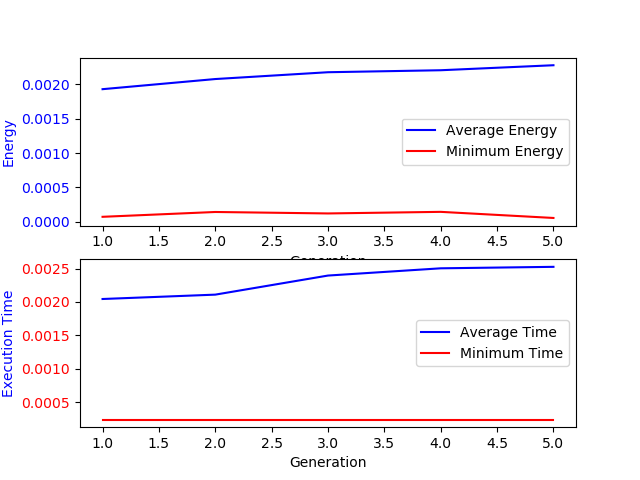 0.0020
0.0015
0.0010
0.0005
0.0000
Energy
Average Energy
Minimum Energy
1.0 1.5 2.0 2.5 3.0 3.5 4.0 4.5 5.0
Generation
0.0025
0.0020
0.0015
0.0010
0.0005
Execution Time
Average Time
Minimum Time
1.0 1.5 2.0 2.5 3.0 3.5 4.0 4.5 5.0
Generation